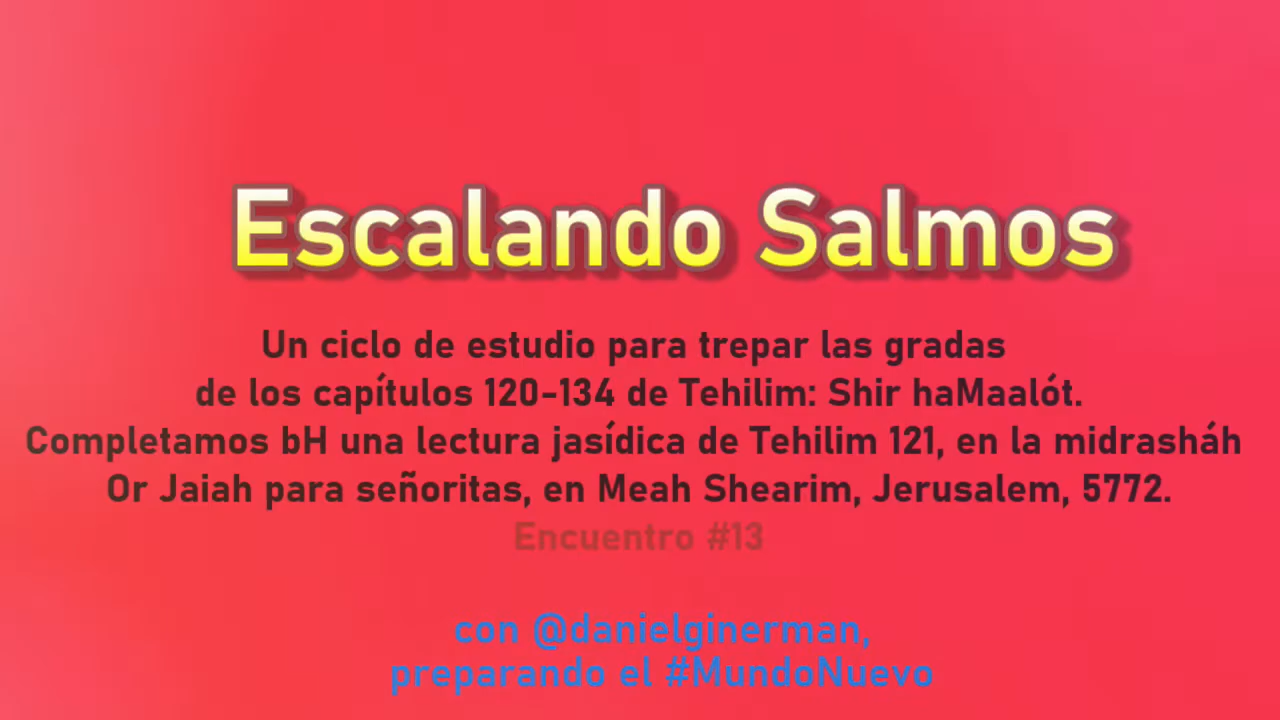 Escalando Salmos
Un ciclo de estudio para trepar las gradas
de los capítulos 120-134 de Tehilim: Shir haMaalót.
Completamos bH una lectura jasídica de Tehilim 121, en la midrasháh
Or Jaiah para señoritas, en Meah Shearim, Jerusalem, 5772.
Encuentro #13
con @danielginerman,
preparando el #MundoNuevo